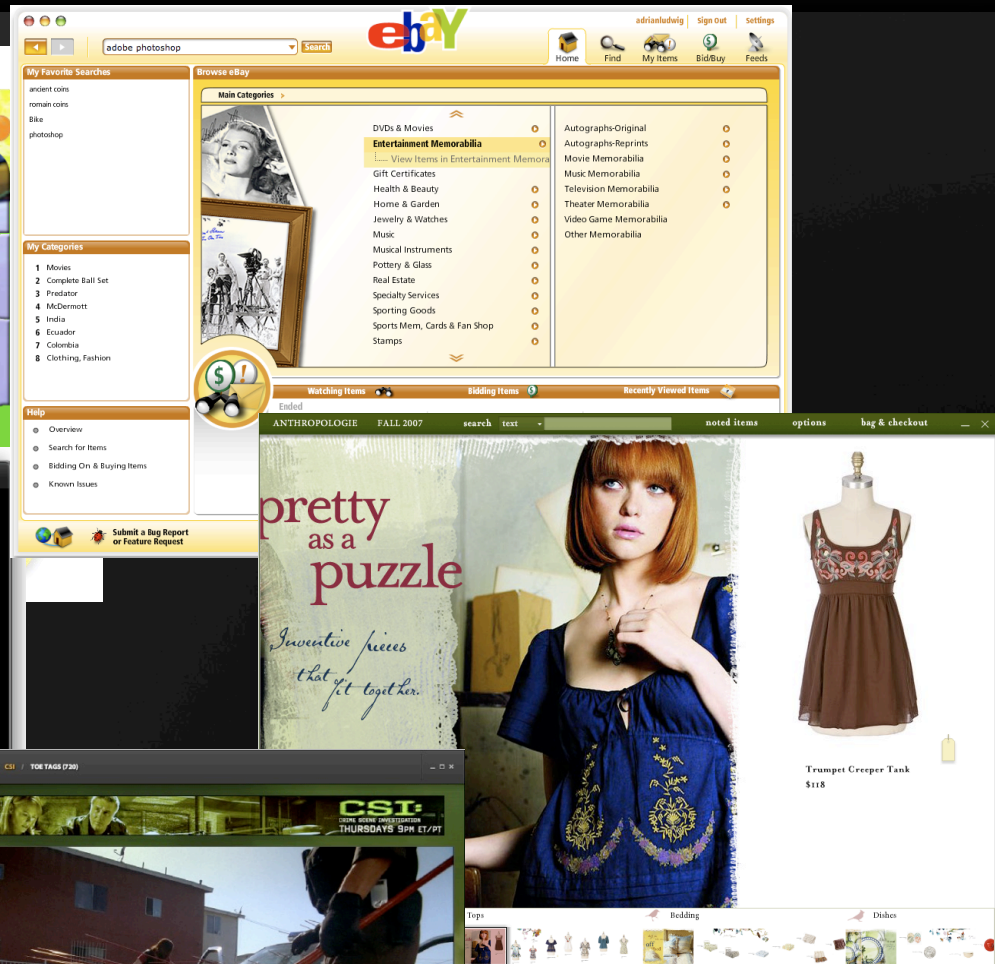 ebay
adrianludwig
Sign Out
Settings
adobe photoshop
Search
Home
Find
My Items
Bid/Buy
Feeds
My Favorite Searches
ancient coins
romain coins
Bike
photoshop
My Categories
1 Movies
2 Complete Ball Set
3 Predator
4 McDermott
5 India
6 Ecuador
7 Colombia
8 Clothing, Fashion
Help
Overview
Search for Items
Bidding On & Buying Items
Known Issues
Submit a Bug Report
or Feature Request
Browse eBay
Main Categories
DVDs & Movies
Entertainment Memorabilia
View Items in Entertainment Memora
Gift Certificates
Health & Beauty
Home & Garden
Jewelry & Watches
Music
Musical Instruments
Pottery & Glass
Real Estate
Specialty Services
Sporting Goods
Sports Mem, Cards & Fan Shop
Stamps
Autographs-Original
Autographs-Reprints
Movie Memorabilia
Music Memorabilia
Television Memorabilia
Theater Memorabilia
Video Game Memorabilia
Other Memorabilia
Watching Items
Bidding Items
Recently Viewed Items
Ended
ANTHROPOLOGIE
FALL 2007
search
text
noted items
options
bag & checkout
pretty
as a
puzzle
Inventive pieces
that fit together.
Trumpet Creeper Tank
$118
Tops
Bedding
Dishes
CSI / TOE TAGS (720)
CSI:
CRIME SCENE INVESTIGATION
THURSDAYS 9PM ET/PT